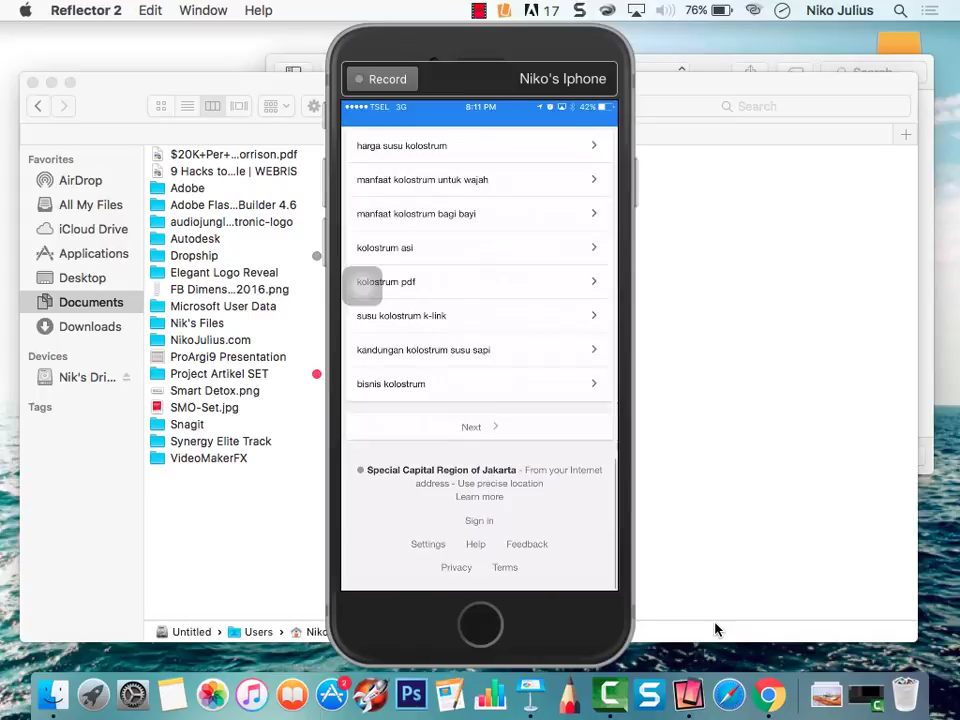 Reflector 2 Edit Window Help 17 S 76% Niko Julius
Record Niko's Iphone
Search
TSEL 3G 8:11 PM 42%
Search
harga susu kolostrum
manfaat kolostrum untuk wajah
manfaat kolostrum bagi bayi
kolostrum asi
kolostrum pdf
susu kolostrum k-link
kandungan kolostrum susu sapi
bisnis kolostrum
Next
Special Capital Region of Jakarta - From your Internet
address - Use precise location
Learn more
Sign in
Settings Help Feedback
Privacy Terms
Favorites
AirDrop
All My Files
iCloud Drive
Applications
Desktop
Documents
Downloads
Devices
Nik's Dri...
Tags
$20K+Per+...orrison.pdf
9 Hacks to...le | WEBRIS
Adobe
Adobe Flas...Builder 4.6
audiojungl...tronic-logo
Autodesk
Dropship
Elegant Logo Reveal
FB Dimens...2016.png
Microsoft User Data
Nik's Files
NikoJulius.com
ProArgi9 Presentation
Project Artikel SET
Smart Detox.png
SMO-Set.jpg
Snagit
Synergy Elite Track
VideoMakerFX
Untitled Users Niko
2 Ps C S